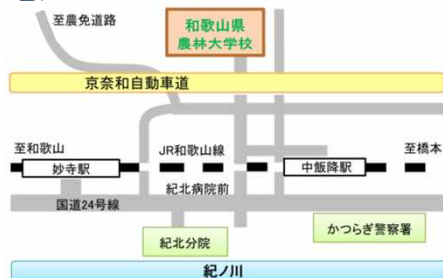 至農免道路
和歌山県
農林大学校
京奈和自動車道
至和歌山
JR和歌山線
至橋本
妙寺駅
中飯降駅
紀北病院前
国道24号線
紀北分院
かつらぎ警察署
紀ノ川